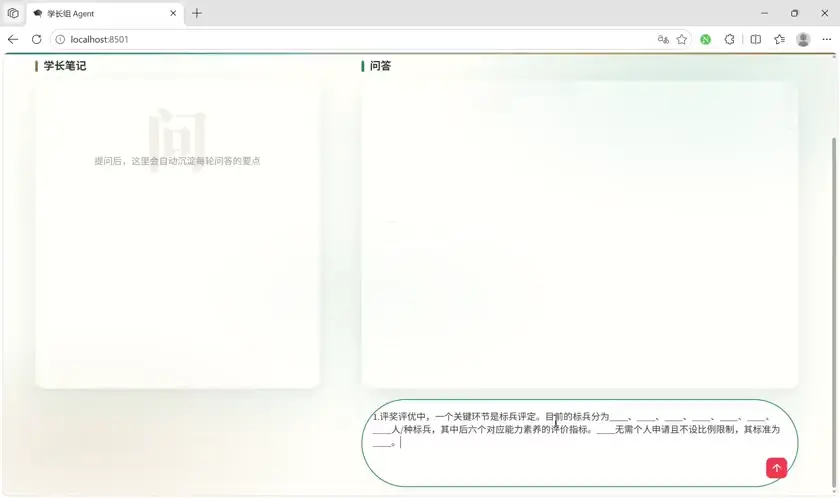 学长组 Agent
localhost:8501
学长笔记
问答
问
提问后，这里会自动沉淀每轮问答的要点
1.评奖评优中，一个关键环节是标兵评定。目前的标兵分为____、____、____、____、____、____、
____人/种标兵，其中后六个对应能力素养的评价指标。____无需个人申请且不设比例限制，其标准为
____。